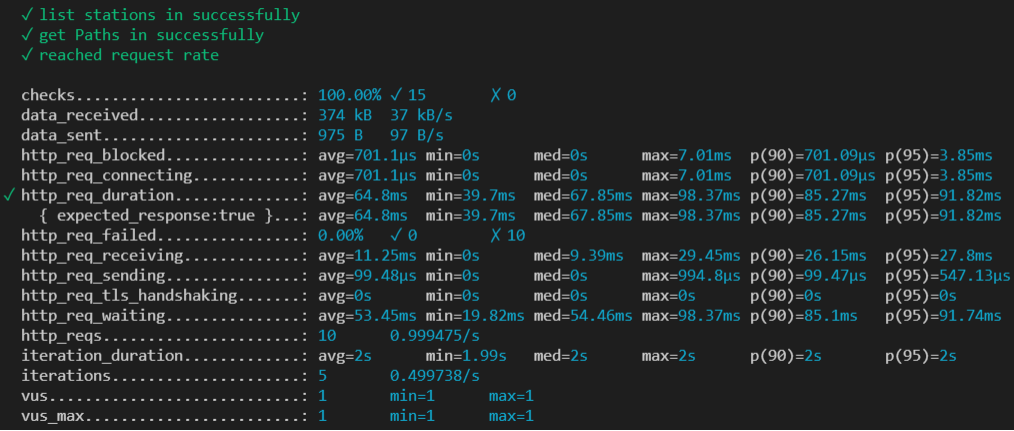 ✓ list stations in successfully
✓ get Paths in successfully
✓ reached request rate
checks.........................: 100.00% ✓ 15 ✗ 0
data_received..................: 374 kB 37 kB/s
data_sent......................: 975 B 97 B/s
http_req_blocked...............: avg=701.1µs min=0s med=0s max=7.01ms p(90)=701.09µs p(95)=3.85ms
http_req_connecting............: avg=701.1µs min=0s med=0s max=7.01ms p(90)=701.09µs p(95)=3.85ms
✓ http_req_duration..............: avg=64.8ms min=39.7ms med=67.85ms max=98.37ms p(90)=85.27ms p(95)=91.82ms
{ expected_response:true }...: avg=64.8ms min=39.7ms med=67.85ms max=98.37ms p(90)=85.27ms p(95)=91.82ms
http_req_failed................: 0.00% ✓ 0 ✗ 10
http_req_receiving.............: avg=11.25ms min=0s med=9.39ms max=29.45ms p(90)=26.15ms p(95)=27.8ms
http_req_sending...............: avg=99.48µs min=0s med=0s max=994.8µs p(90)=99.47µs p(95)=547.13µs
http_req_tls_handshaking.......: avg=0s min=0s med=0s max=0s p(90)=0s p(95)=0s
http_req_waiting...............: avg=53.45ms min=19.82ms med=54.46ms max=98.37ms p(90)=85.1ms p(95)=91.74ms
http_reqs......................: 10 0.999475/s
iteration_duration.............: avg=2s min=1.99s med=2s max=2s p(90)=2s p(95)=2s
iterations.....................: 5 0.499738/s
vus............................: 1 min=1 max=1
vus_max........................: 1 min=1 max=1